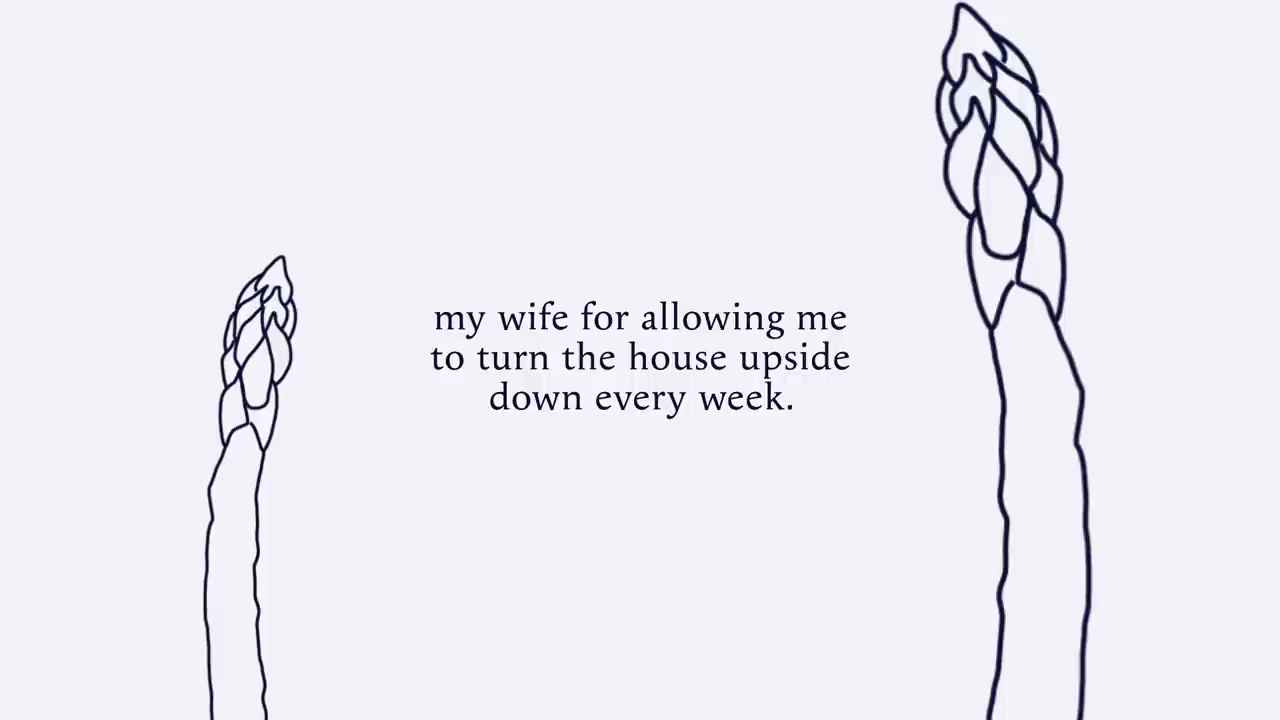 my wife for allowing me
to turn the house upside
down every week.